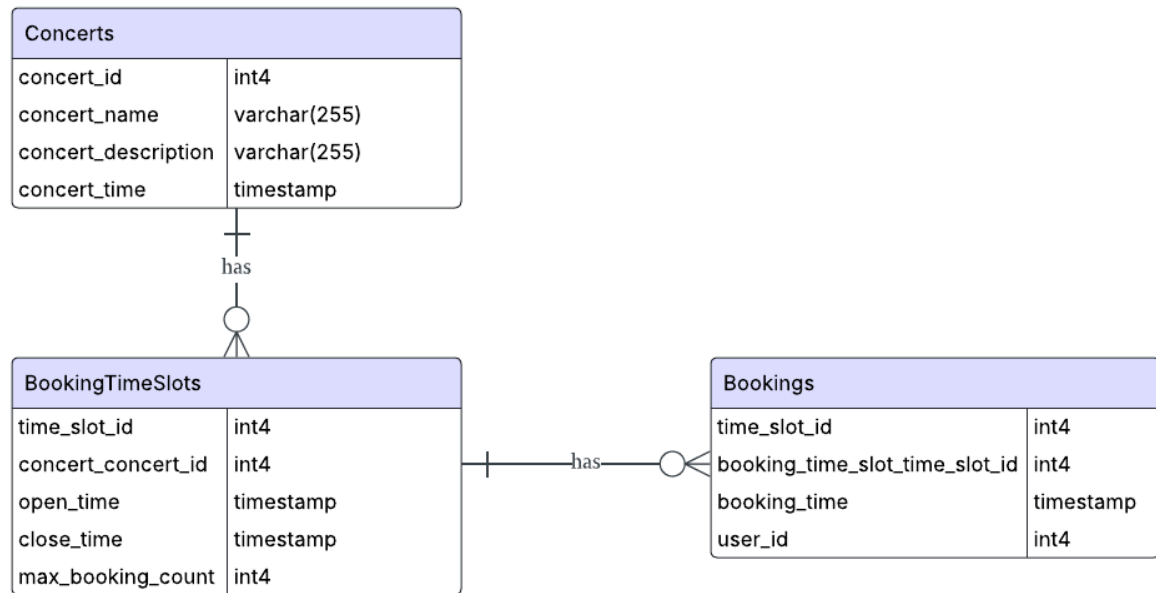 Concerts
concert_id int4
concert_name varchar(255)
concert_description varchar(255)
concert_time timestamp
has
BookingTimeSlots
time_slot_id int4
concert_concert_id int4
open_time timestamp
close_time timestamp
max_booking_count int4
has
Bookings
time_slot_id int4
booking_time_slot_time_slot_id int4
booking_time timestamp
user_id int4